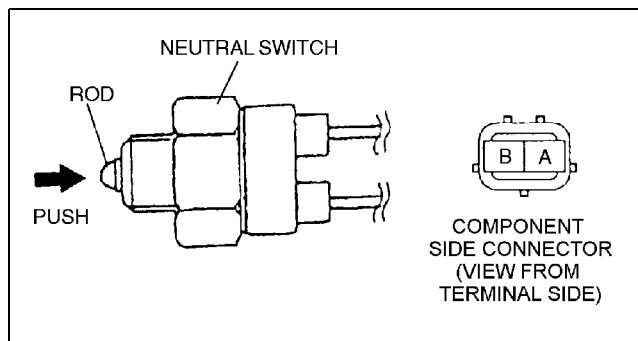 NEUTRAL SWITCH
ROD
PUSH
B A
COMPONENT
SIDE CONNECTOR
(VIEW FROM
TERMINAL SIDE)